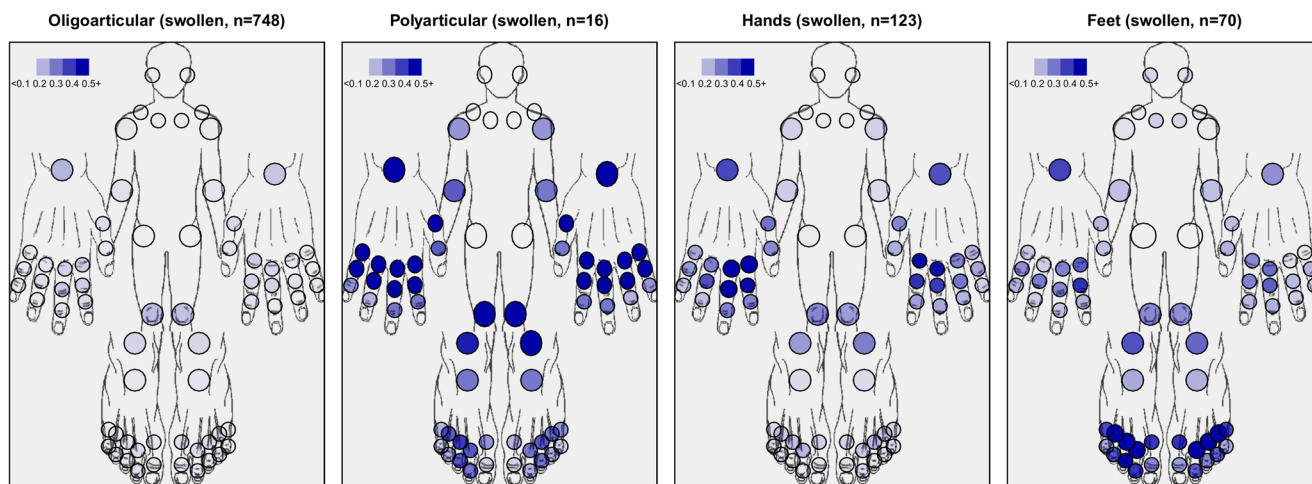 Oligoarticular (swollen, n=748)
Polyarticular (swollen, n=16)
Hands (swollen, n=123)
Feet (swollen, n=70)
<0.1 0.2 0.3 0.4 0.5+
<0.1 0.2 0.3 0.4 0.5+
<0.1 0.2 0.3 0.4 0.5+
<0.1 0.2 0.3 0.4 0.5+